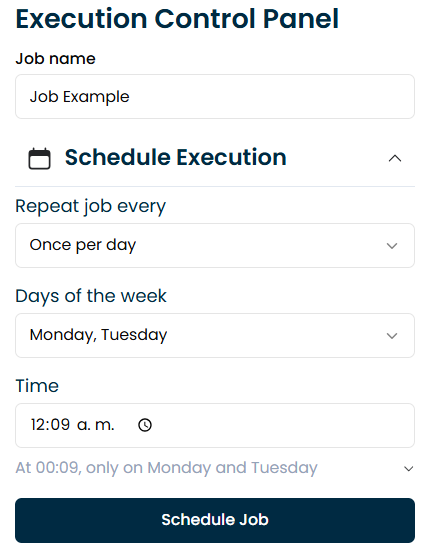 Execution Control Panel
Job name
Job Example
Schedule Execution
Repeat job every
Once per day
Days of the week
Monday, Tuesday
Time
12:09 a. m.
At 00:09, only on Monday and Tuesday
Schedule Job